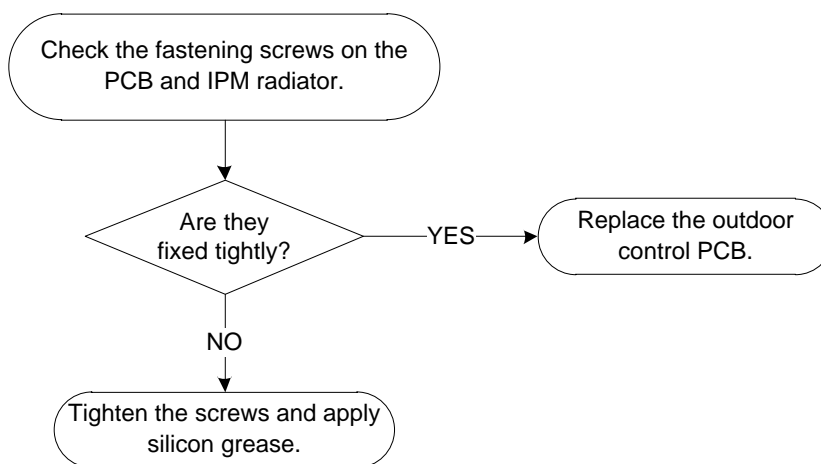 Check the fastening screws on the
PCB and IPM radiator.
Are they
fixed tightly?
YES
Replace the outdoor
control PCB.
NO
Tighten the screws and apply
silicon grease.